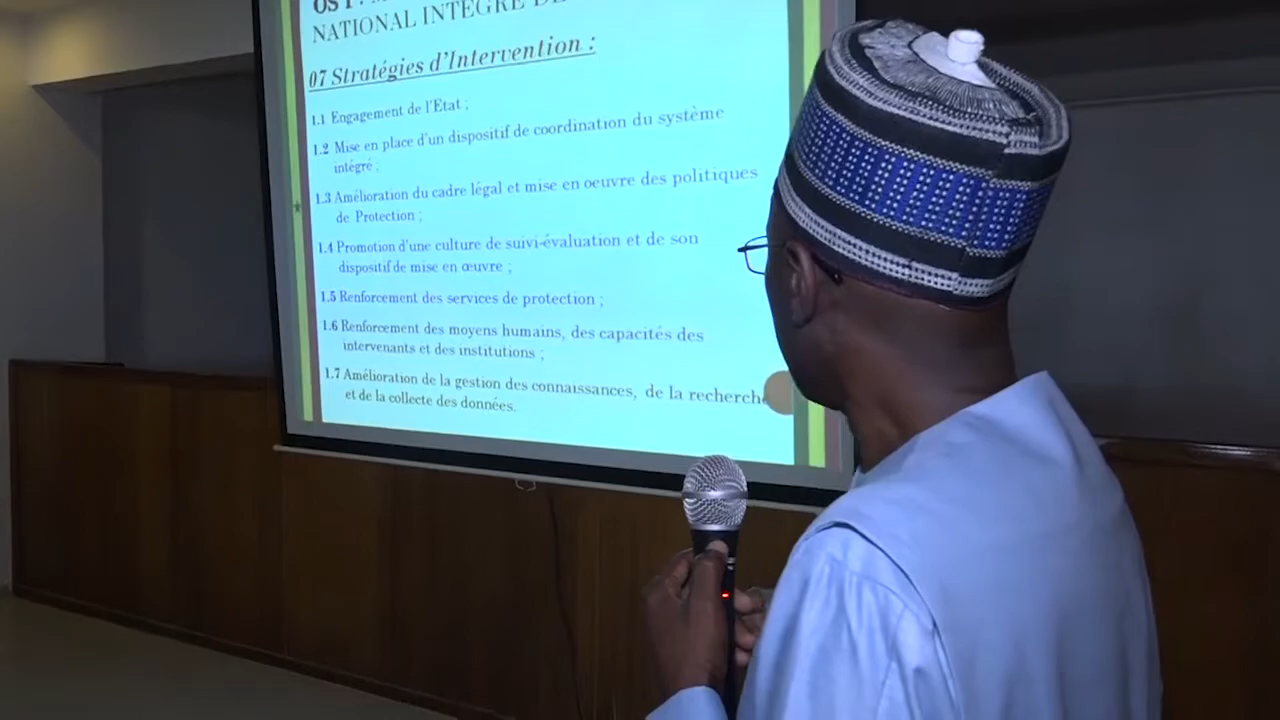 OS 1 :
NATIONAL INTÉGRÉ DE
07 Stratégies d'Intervention :
1.1 Engagement de l'Etat ;
1.2 Mise en place d'un dispositif de coordination du système
intégré ;
1.3 Amélioration du cadre légal et mise en oeuvre des politiques
de Protection ;
1.4 Promotion d'une culture de suivi-évaluation et de son
dispositif de mise en œuvre ;
1.5 Renforcement des services de protection ;
1.6 Renforcement des moyens humains, des capacités des
intervenants et des institutions ;
1.7 Amélioration de la gestion des connaissances, de la recherche
et de la collecte des données.